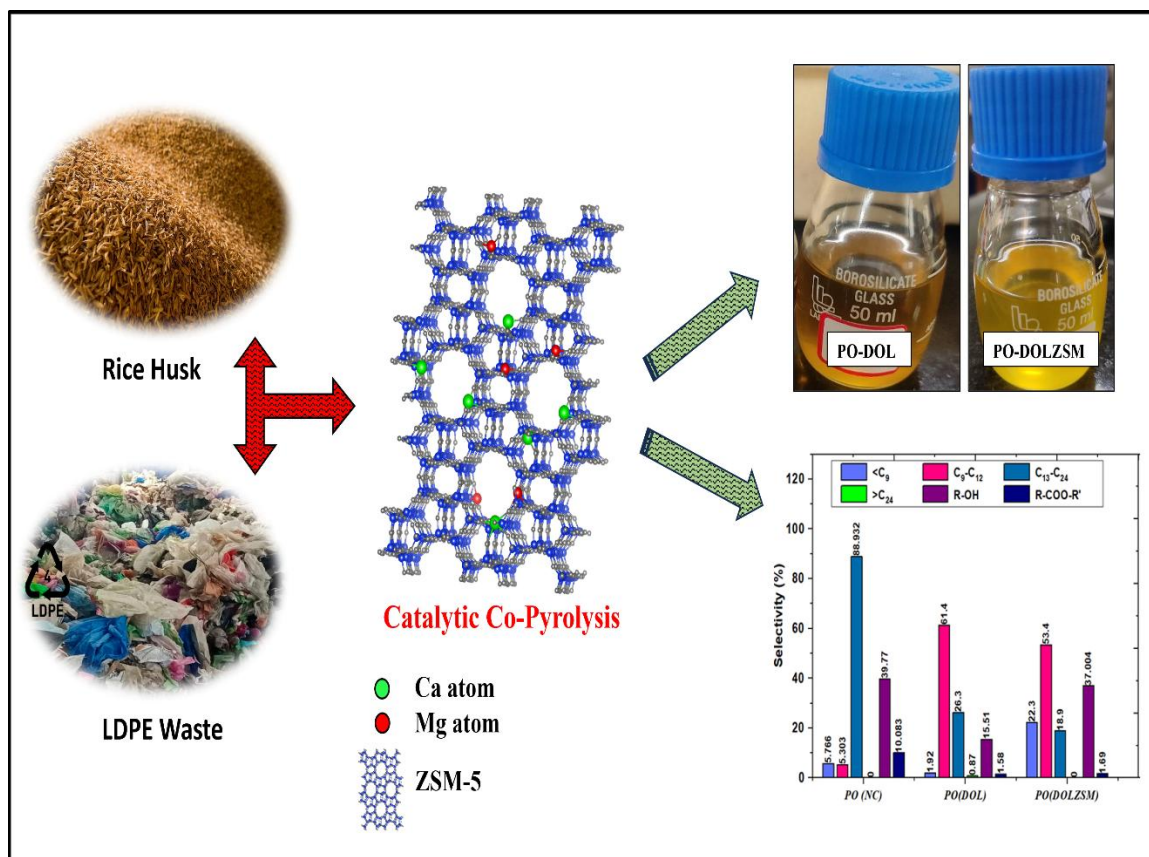 Rice Husk
4
LDPE
LDPE Waste
Catalytic Co-Pyrolysis
Ca atom
Mg atom
ZSM-5
BOROSILICATE
GLASS
50 ml
PO-DOL
BOROSILICATE
GLASS
50 ml
PO-DOLZSM
<C9 C9-C12 C13-C24
>C24 R-OH R-COO-R'
Selectivity (%)
120
100
80
60
40
20
0
5.766 5.303 88.932 0 39.77 10.083
1.92 61.4 26.3 0.87 15.51 1.58
22.3 53.4 18.9 0 37.004 1.69
PO (NC) PO(DOL) PO(DOLZSM)